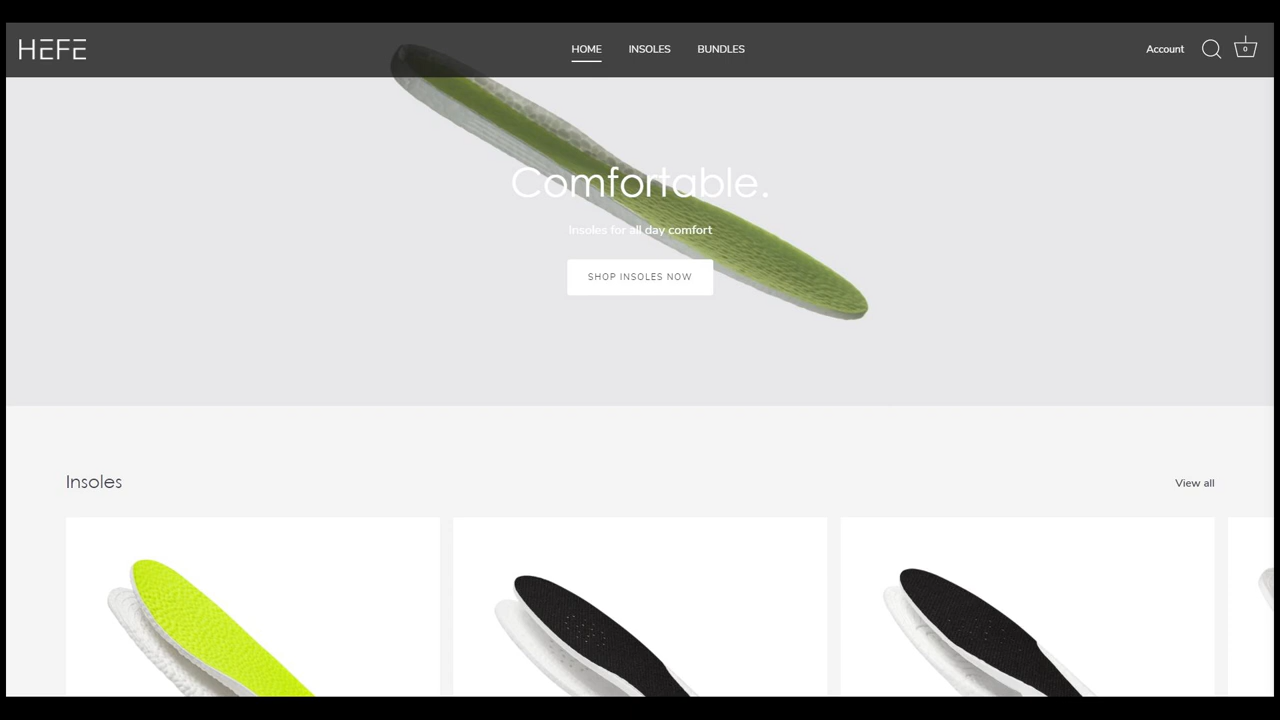 HEFE
HOME INSOLES BUNDLES
Account
0
Comfortable.
Insoles for all day comfort
SHOP INSOLES NOW
Insoles
View all